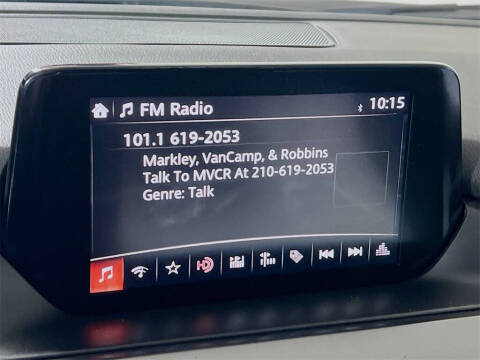 FM Radio
10:15
101.1 619-2053
Markley, VanCamp, & Robbins
Talk To MVCR At 210-619-2053
Genre: Talk
HD